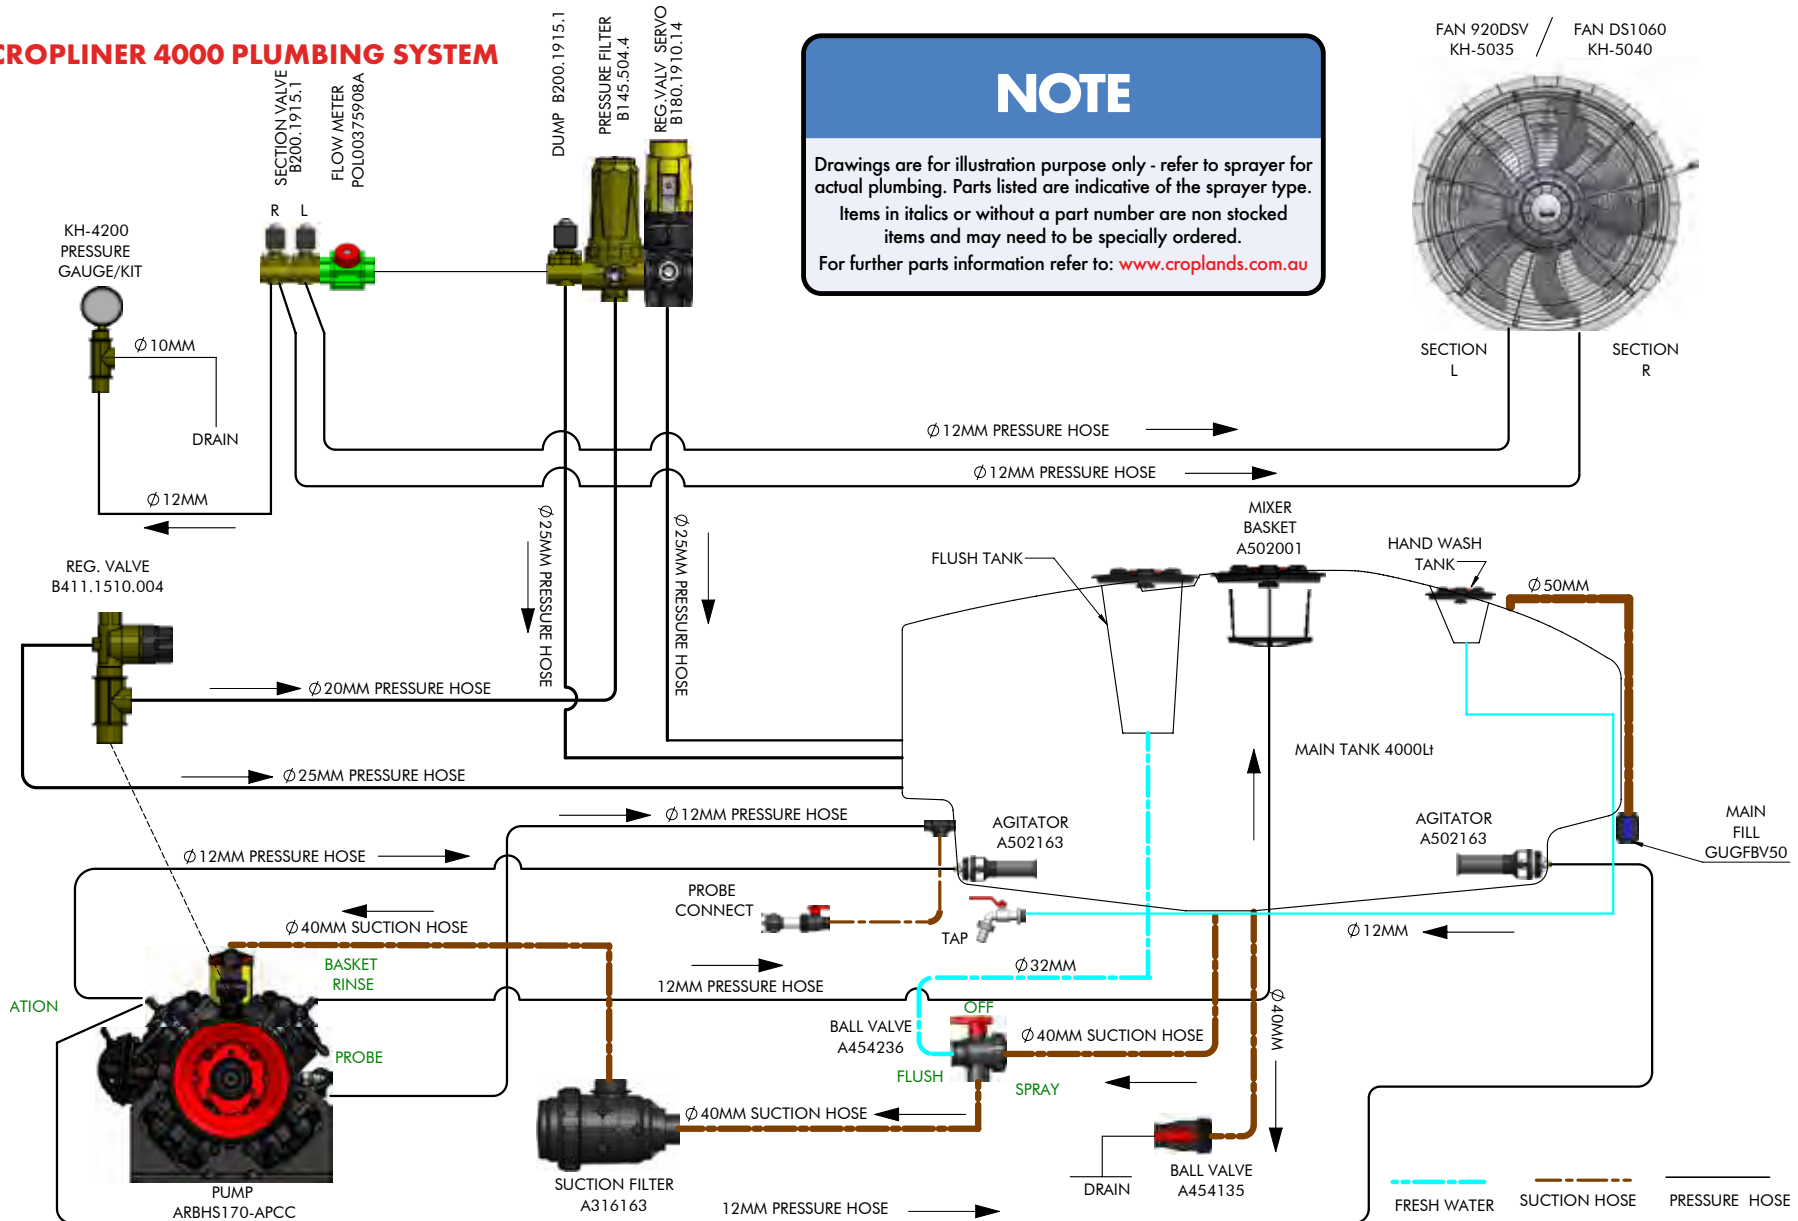 CROPLINER 4000 PLUMBING SYSTEM
SECTION VALVE
B200.1915.1
FLOW METER
POL00375908A
DUMP B200.1915.1
PRESSURE FILTER
B145.504.4
REG.VALV SERVO
B180.1910.14
NOTE
Drawings are for illustration purpose only - refer to sprayer for
actual plumbing. Parts listed are indicative of the sprayer type.
Items in italics or without a part number are non stocked
items and may need to be specially ordered.
For further parts information refer to: www.croplands.com.au
FAN 920DSV / FAN DS1060
KH-5035 KH-5040
R L
KH-4200
PRESSURE
GAUGE/KIT
Ø10MM
DRAIN
SECTION
L
SECTION
R
Ø12MM PRESSURE HOSE
Ø12MM PRESSURE HOSE
Ø12MM
Ø25MM PRESSURE HOSE
Ø25MM PRESSURE HOSE
MIXER
BASKET
A502001
FLUSH TANK
HAND WASH
TANK
Ø50MM
REG. VALVE
B411.1510.004
Ø20MM PRESSURE HOSE
MAIN TANK 4000Lt
Ø25MM PRESSURE HOSE
Ø12MM PRESSURE HOSE
AGITATOR
A502163
AGITATOR
A502163
MAIN
FILL
GUGFBV50
Ø12MM PRESSURE HOSE
PROBE
CONNECT
TAP
Ø40MM SUCTION HOSE
Ø12MM
BASKET
RINSE
Ø32MM
12MM PRESSURE HOSE
ATION
OFF
BALL VALVE
A454236
Ø40MM SUCTION HOSE
Ø40MM
PROBE
FLUSH
SPRAY
Ø40MM SUCTION HOSE
PUMP
ARBHS170-APCC
SUCTION FILTER
A316163
DRAIN
BALL VALVE
A454135
12MM PRESSURE HOSE
FRESH WATER
SUCTION HOSE
PRESSURE HOSE